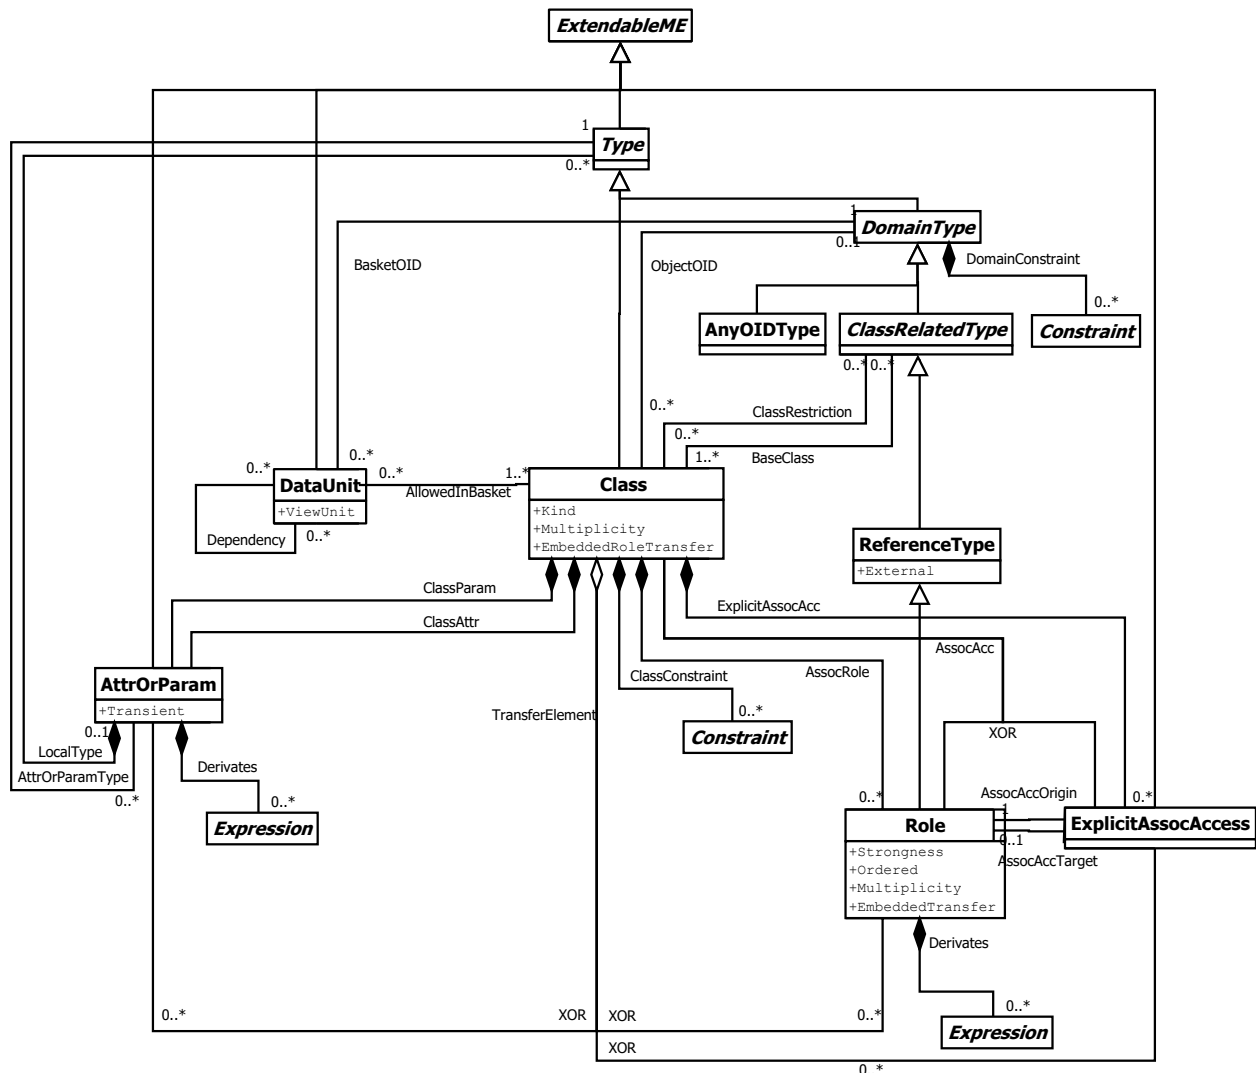 ExtendableME
1
Type
0..*
1
DomainType
0..1
BasketOID
ObjectOID
DomainConstraint
0..*
AnyOIDType
ClassRelatedType
Constraint
0..*
0..*
0..*
ClassRestriction
0..*
1..*
BaseClass
0..*
0..*
0..*
1..*
DataUnit
AllowedInBasket
Class
+ViewUnit
+Kind
+Multiplicity
+EmbeddedRoleTransfer
Dependency
0..*
ReferenceType
+External
ClassParam
ExplicitAssocAcc
ClassAttr
AssocAcc
AttrOrParam
+Transient
ClassConstraint
AssocRole
TransferElement
0..*
0..1
Constraint
XOR
LocalType
Derivates
AttrOrParamType
0..*
0..*
Expression
AssocAccOrigin
0..*
0..*
1
Role
ExplicitAssocAccess
0..1
AssocAccTarget
+Strongness
+Ordered
+Multiplicity
+EmbeddedTransfer
Derivates
0..*
XOR
XOR
0..*
0..*
Expression
XOR
0..*